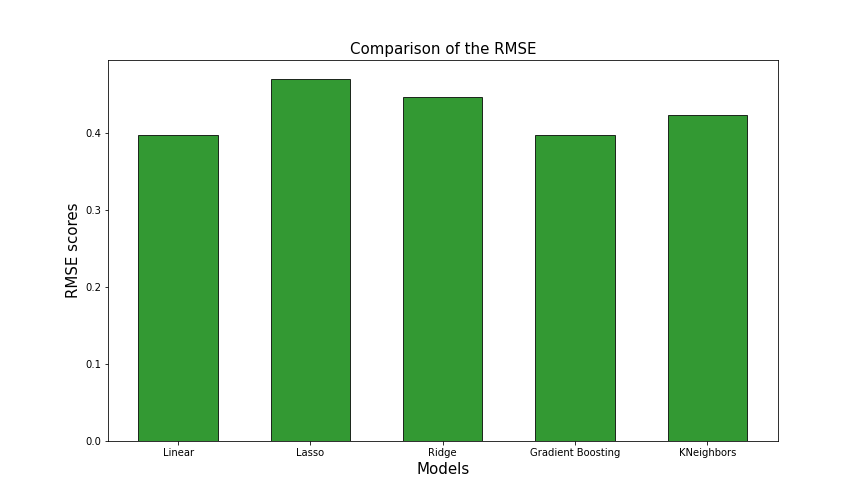 Comparison of the RMSE
RMSE scores
0.4
0.3
0.2
0.1
0.0
Linear
Lasso
Ridge
Gradient Boosting
KNeighbors
Models